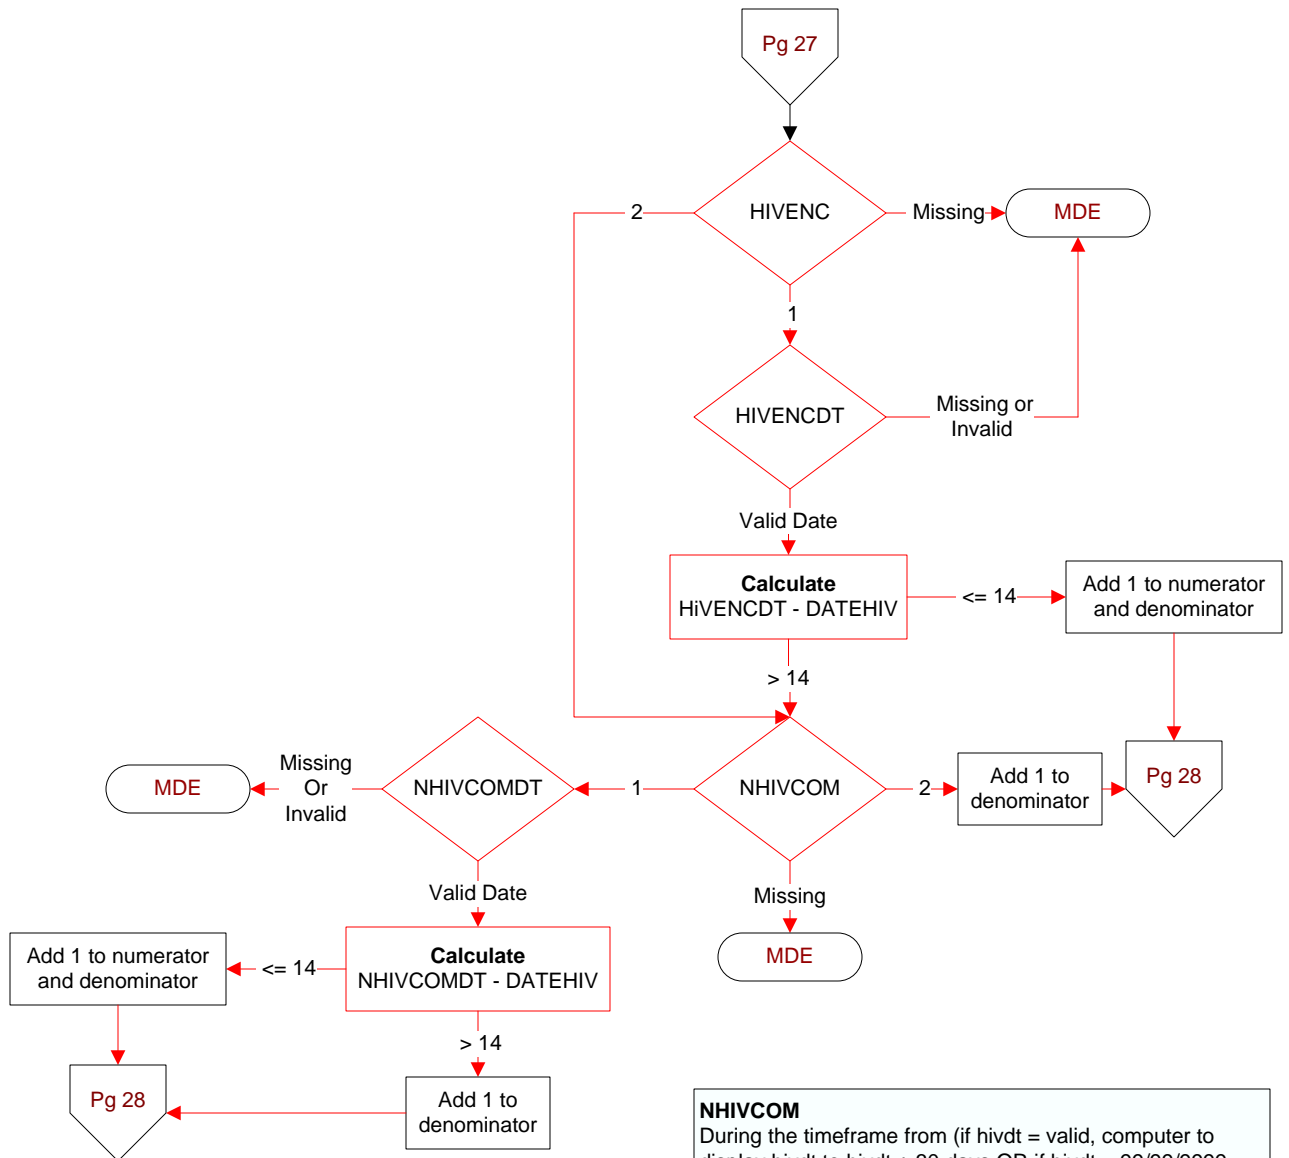 Pg 27
HIVENC
2
Missing
MDE
1
HIVENCDT
Missing or
Invalid
Valid Date
Calculate
HiVENCDT - DATEHIV
<= 14
Add 1 to numerator
and denominator
> 14
NHIVCOM
2
Add 1 to
denominator
Pg 28
1
NHIVCOMDT
Missing
Or
Invalid
MDE
Missing
MDE
Valid Date
Calculate
NHIVCOMDT - DATEHIV
<= 14
Add 1 to numerator
and denominator
> 14
Add 1 to
denominator
Pg 28
NHIVCOM
During the timeframe from (if hivdt = valid, computer to